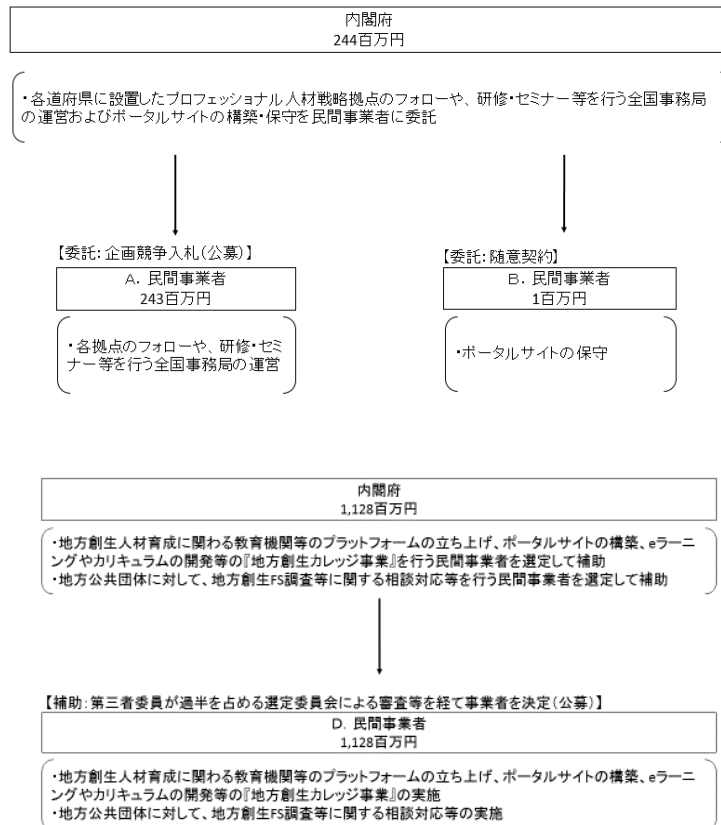 内閣府
244百万円
・各道府県に設置したプロフェッショナル人材戦略拠点のフォローや、研修・セミナー等を行う全国事務局
の運営およびポータルサイトの構築・保守を民間事業者に委託
【委託:企画競争入札(公募)】
A. 民間事業者
243百万円
・各拠点のフォローや、研修・セミ
ナー等を行う全国事務局の運営
【委託:随意契約】
B. 民間事業者
1百万円
・ポータルサイトの保守
内閣府
1,128百万円
・地方創生人材育成に関わる教育機関等のプラットフォームの立ち上げ、ポータルサイトの構築、eラーニ
ングやカリキュラムの開発等の『地方創生カレッジ事業』を行う民間事業者を選定して補助
・地方公共団体に対して、地方創生FS調査等に関する相談対応等を行う民間事業者を選定して補助
【補助:第三者委員が過半を占める選定委員会による審査等を経て事業者を決定(公募)】
D. 民間事業者
1,128百万円
・地方創生人材育成に関わる教育機関等のプラットフォームの立ち上げ、ポータルサイトの構築、eラーニ
ングやカリキュラムの開発等の『地方創生カレッジ事業』の実施
・地方公共団体に対して、地方創生FS調査等に関する相談対応等の実施